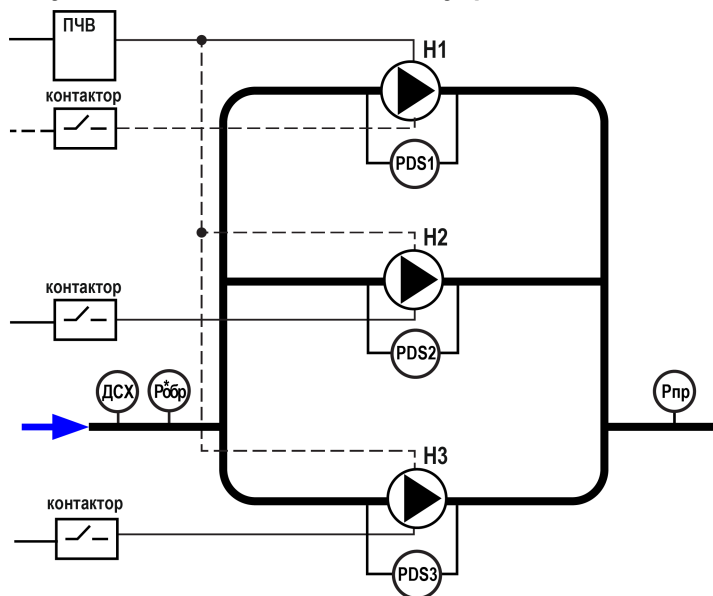 ПЧВ
Н1
контактор
PDS1
Н2
контактор
PDS2
ДСХ
P*обр
Рпр
Н3
контактор
PDS3